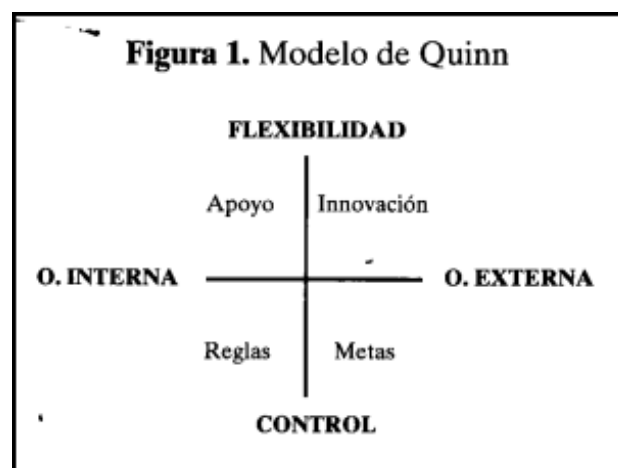 Figura 1. Modelo de Quinn
FLEXIBILIDAD
Apoyo Innovación
O. INTERNA O. EXTERNA
Reglas Metas
CONTROL